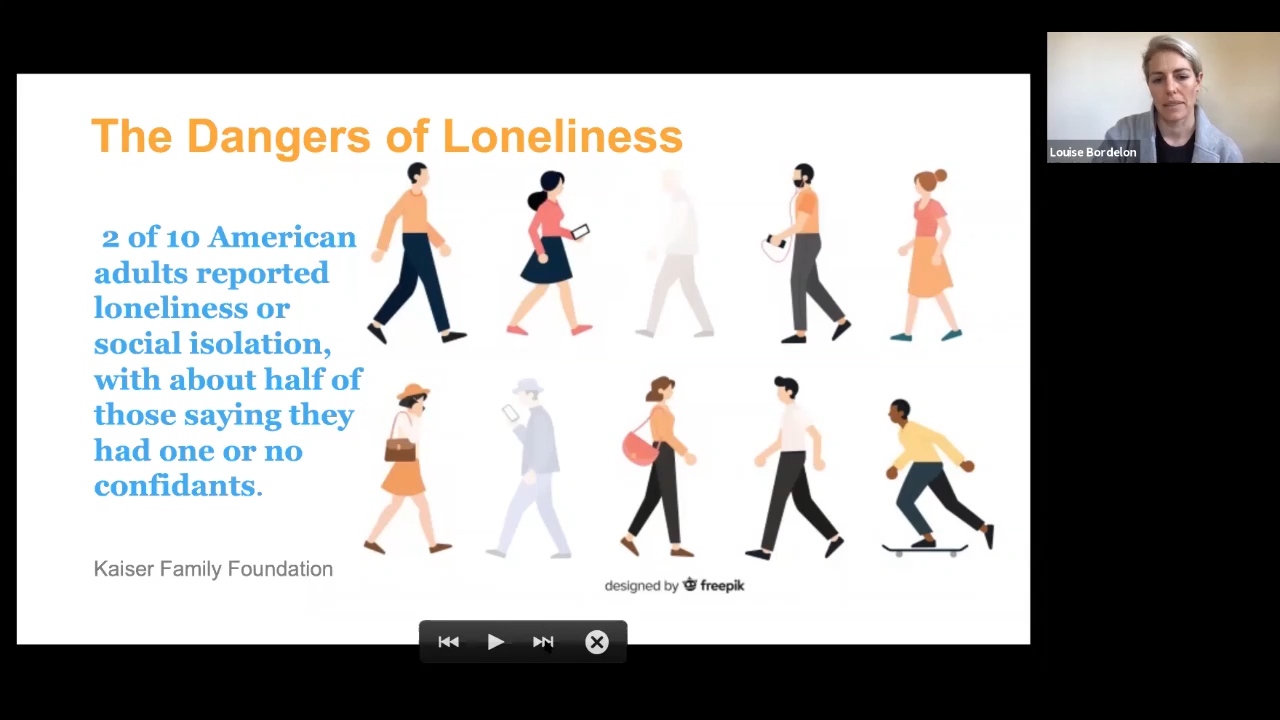 The Dangers of Loneliness
2 of 10 American
adults reported
loneliness or
social isolation,
with about half of
those saying they
had one or no
confidants.
Kaiser Family Foundation
designed by freepik
Louise Bordelon